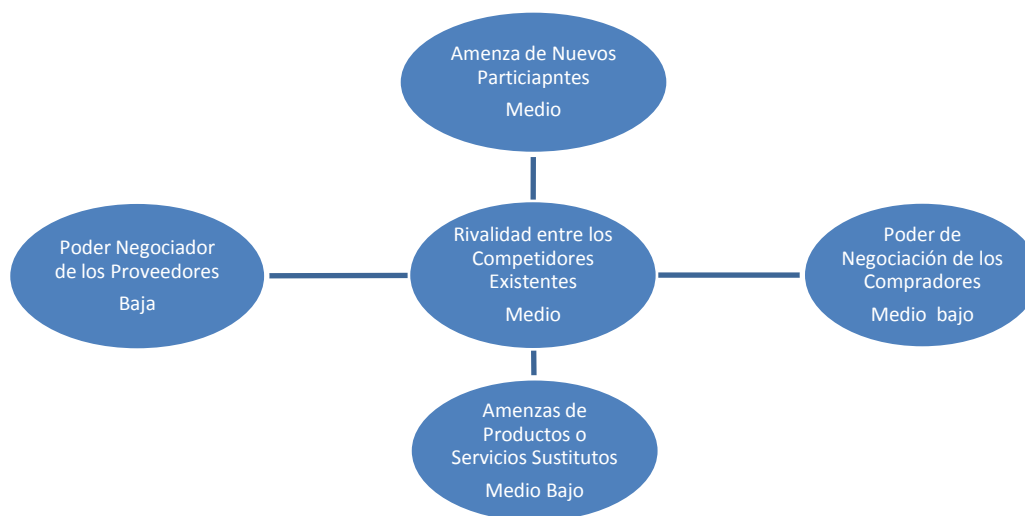 Amenza de Nuevos
Particiapntes
Medio
Poder Negociador
de los Proveedores
Baja
Rivalidad entre los
Competidores
Existentes
Medio
Poder de
Negociación de los
Compradores
Medio bajo
Amenzas de
Productos o
Servicios Sustitutos
Medio Bajo